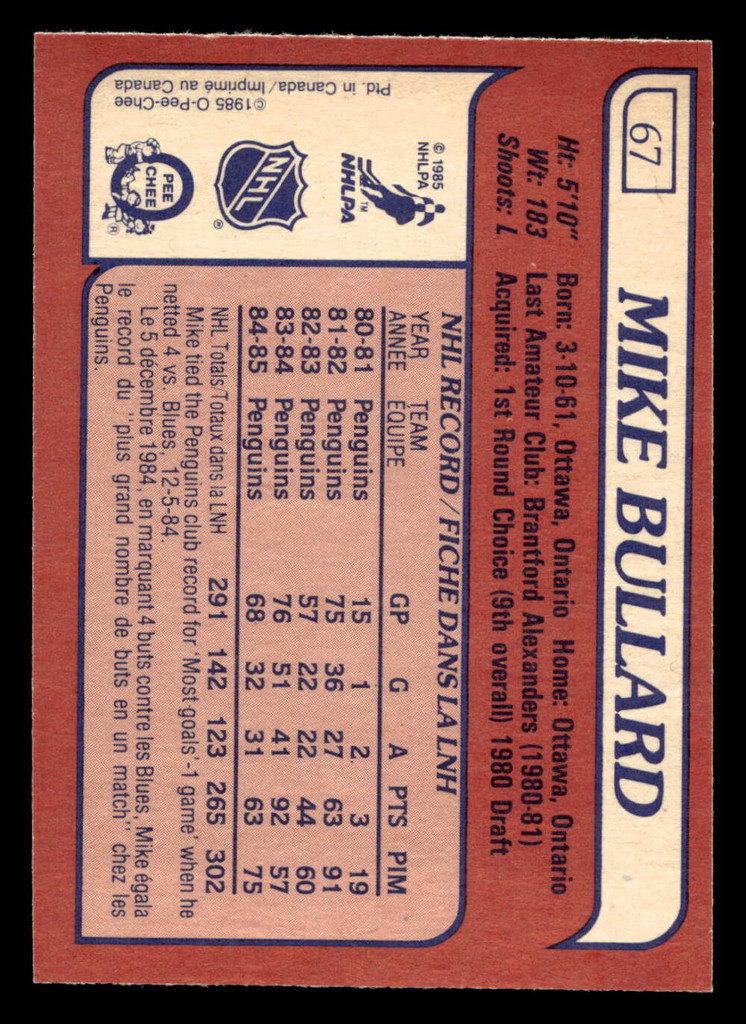 67
MIKE BULLARD
Ht: 5'10" Born: 3-10-61, Ottawa, Ontario Home: Ottawa, Ontario
Wt: 183 Last Amateur Club: Brantford Alexanders (1980-81)
Shoots: L Acquired: 1st Round Choice (9th overall) 1980 Draft
© 1985
NHLPA
NHLPA™
NHL
®
PEE
CHEE
®
©1985 O-Pee-Chee
Ptd. in Canada/Imprimé au Canada
NHL RECORD/FICHE DANS LA LNH
YEAR TEAM
ANNÉE ÉQUIPE GP G A PTS PIM
80-81 Penguins 15 1 2 3 19
81-82 Penguins 75 36 27 63 91
82-83 Penguins 57 22 22 44 60
83-84 Penguins 76 51 41 92 57
84-85 Penguins 68 32 31 63 75
NHL Totals/Totaux dans la LNH 291 142 123 265 302
Mike tied the Penguins club record for 'Most-goals'-1 game' when he
netted 4 vs. Blues, 12-5-84.
Le 5 décembre 1984, en marquant 4 buts contre les Blues, Mike égala
le record du "plus grand nombre de buts en un match" chez les
Penguins.